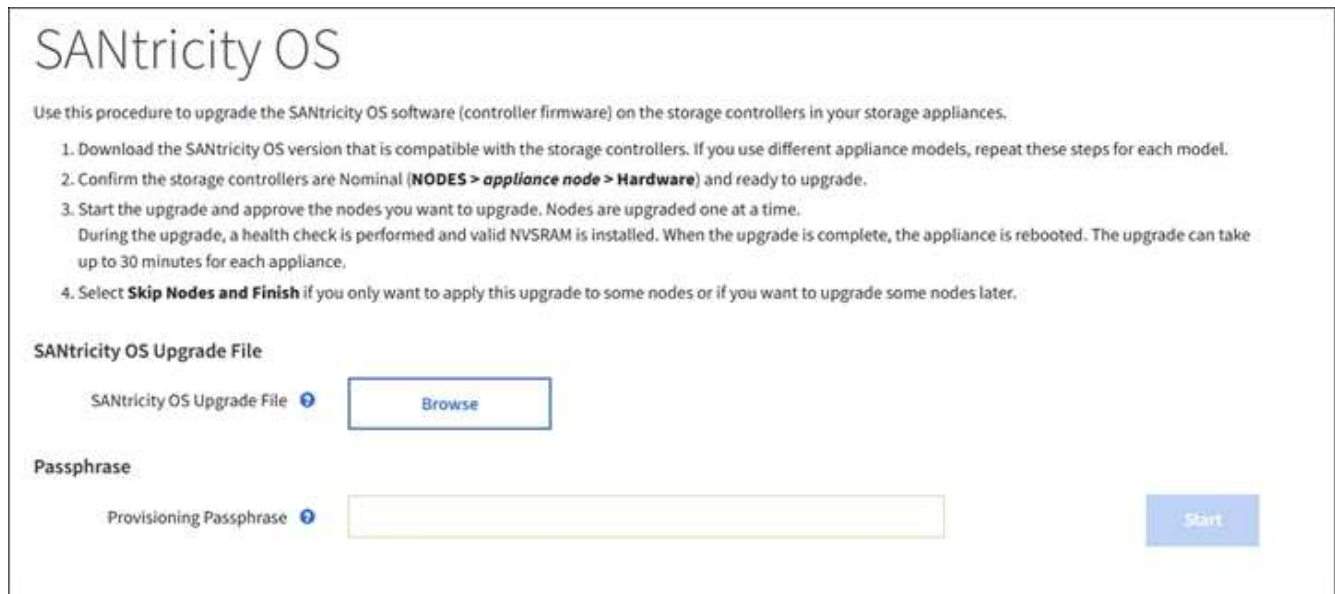 SANtricity OS
Use this procedure to upgrade the SANtricity OS software (controller firmware) on the storage controllers in your storage appliances.
1. Download the SANtricity OS version that is compatible with the storage controllers. If you use different appliance models, repeat these steps for each model.
2. Confirm the storage controllers are Nominal (NODES > appliance node > Hardware) and ready to upgrade.
3. Start the upgrade and approve the nodes you want to upgrade. Nodes are upgraded one at a time.
During the upgrade, a health check is performed and valid NVSRAM is installed. When the upgrade is complete, the appliance is rebooted. The upgrade can take
up to 30 minutes for each appliance.
4. Select Skip Nodes and Finish if you only want to apply this upgrade to some nodes or if you want to upgrade some nodes later.
SANtricity OS Upgrade File
SANtricity OS Upgrade File ? Browse
Passphrase
Provisioning Passphrase ? Start